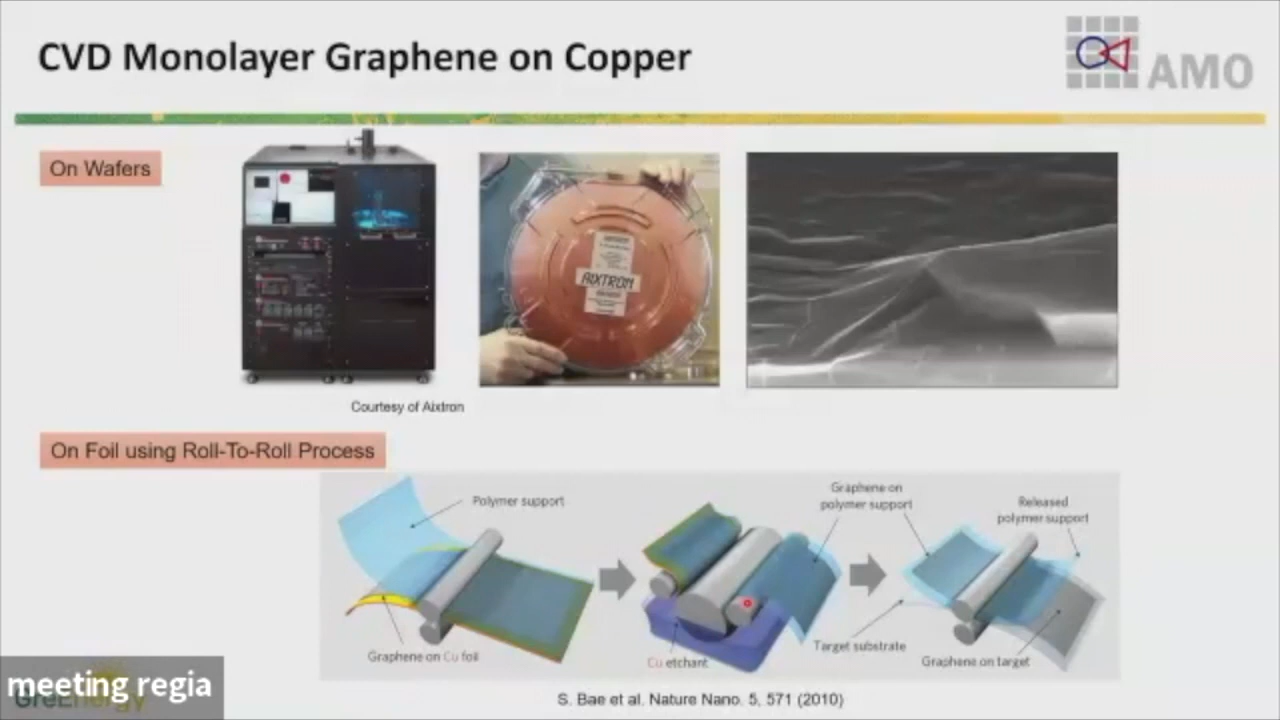 CVD Monolayer Graphene on Copper
AMO
On Wafers
AIXTRON
Courtesy of Aixtron
On Foil using Roll-To-Roll Process
Polymer support
Graphene on Cu foil
Cu etchant
Graphene on
polymer support
Target substrate
Released
polymer support
Graphene on target
S. Bae et al. Nature Nano. 5, 571 (2010)
meeting regia
GreEnergy